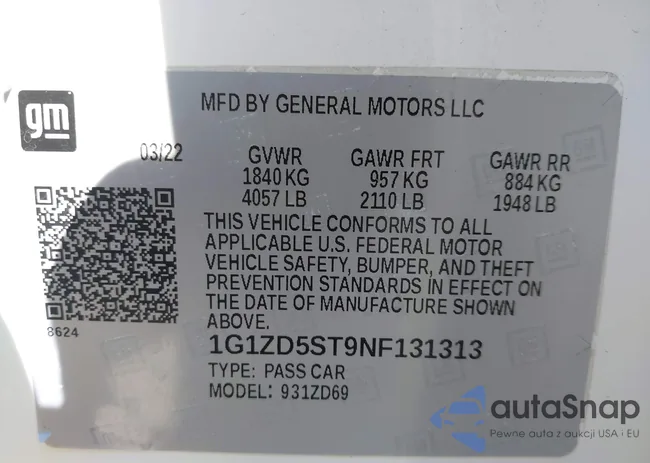 gm
MFD BY GENERAL MOTORS LLC
03/22 GVWR GAWR FRT GAWR RR
1840 KG 957 KG 884 KG
4057 LB 2110 LB 1948 LB
THIS VEHICLE CONFORMS TO ALL
APPLICABLE U.S. FEDERAL MOTOR
VEHICLE SAFETY, BUMPER, AND THEFT
PREVENTION STANDARDS IN EFFECT ON
THE DATE OF MANUFACTURE SHOWN
ABOVE.
8624
1G1ZD5ST9NF131313
TYPE: PASS CAR
MODEL: 931ZD69
autaSnap
Pewne auta z aukcji USA i EU